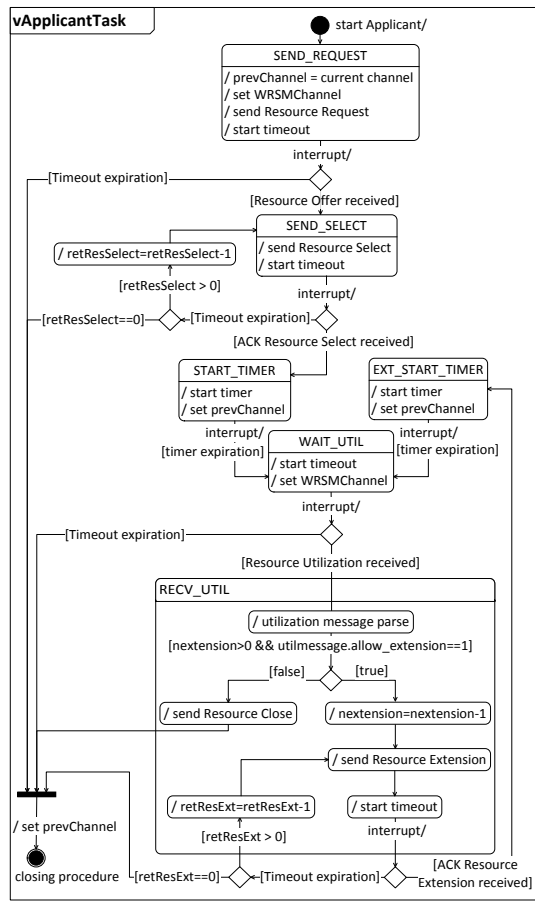 vApplicantTask
start Applicant/
SEND_REQUEST
/ prevChannel = current channel
/ set WRSMChannel
/ send Resource Request
/ start timeout
interrupt/
[Timeout expiration]
[Resource Offer received]
SEND_SELECT
/ send Resource Select
/ start timeout
/ retResSelect=retResSelect-1
[retResSelect > 0]
interrupt/
[retResSelect==0]
[Timeout expiration]
[ACK Resource Select received]
START_TIMER
/ start timer
/ set prevChannel
EXT_START_TIMER
/ start timer
/ set prevChannel
interrupt/
[timer expiration]
interrupt/
[timer expiration]
WAIT_UTIL
/ start timeout
/ set WRSMChannel
interrupt/
[Timeout expiration]
[Resource Utilization received]
RECV_UTIL
/ utilization message parse
[nextension>0 && utilmessage.allow_extension==1]
[false]
[true]
/ send Resource Close
/ nextension=nextension-1
/ send Resource Extension
/ retResExt=retResExt-1
/ start timeout
[retResExt > 0]
interrupt/
/ set prevChannel
closing procedure
[retResExt==0]
[Timeout expiration]
[ACK Resource
Extension received]